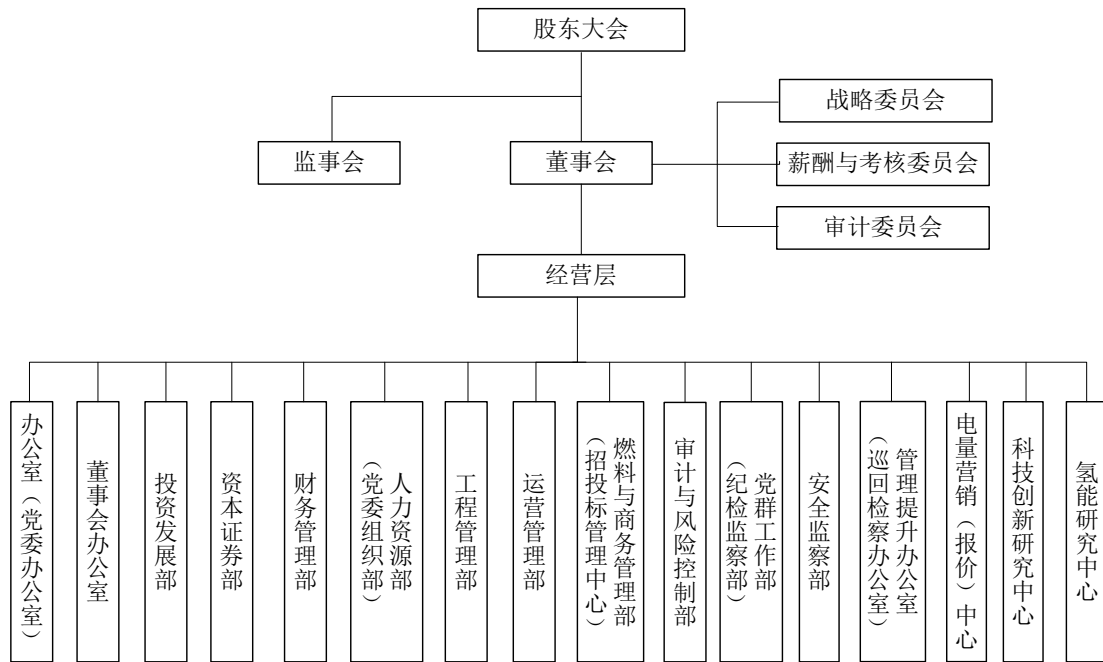 股东大会
战略委员会
监事会
董事会
薪酬与考核委员会
审计委员会
经营层
办公室（党委办公室）
董事会办公室
投资发展部
资本证券部
财务管理部
人力资源部
（党委组织部）
工程管理部
运营管理部
燃料与商务管理部
（招投标管理中心）
审计与风险控制部
党群工作部
（纪检监察部）
安全监察部
管理提升办公室
（巡回检察办公室）
电量营销（报价）中心
科技创新研究中心
氢能研究中心